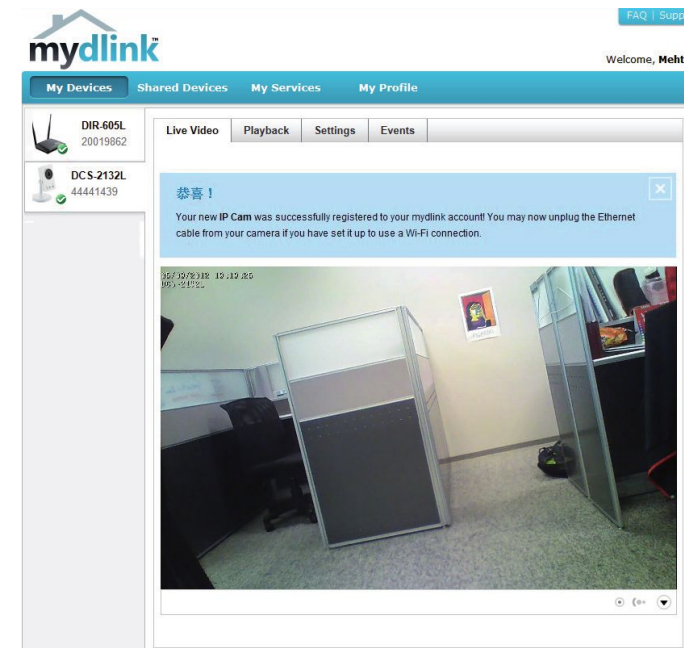 FAQ | Supp
mydlink™
Welcome, Meht
My Devices Shared Devices My Services My Profile
DIR-605L
20019862
DCS-2132L
44441439
Live Video Playback Settings Events
恭喜！
Your new IP Cam was successfully registered to your mydlink account! You may now unplug the Ethernet
cable from your camera if you have set it up to use a Wi-Fi connection.